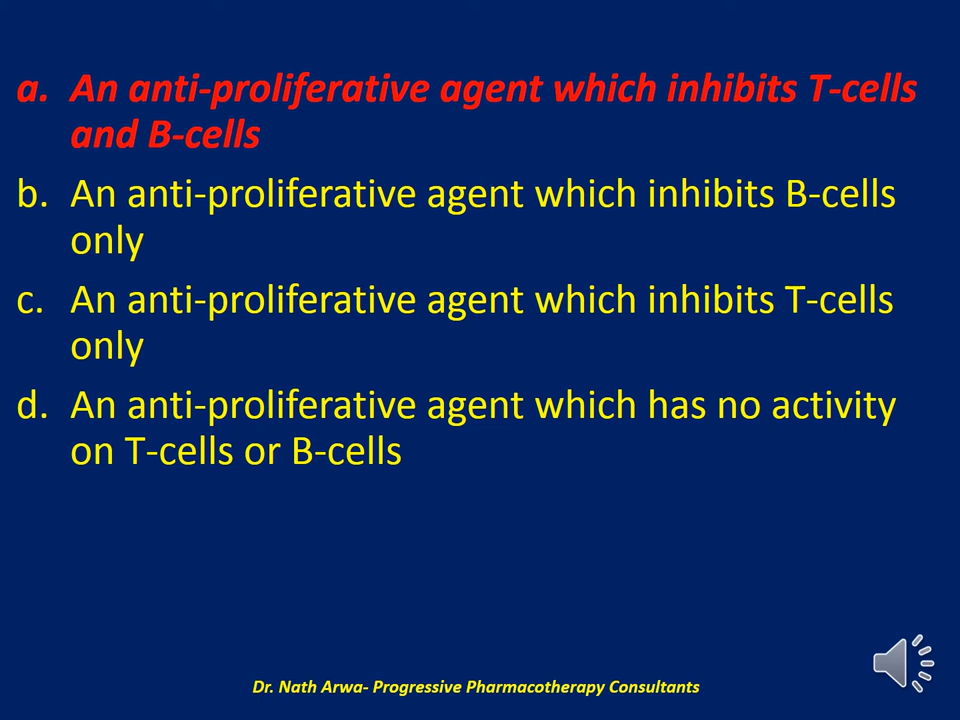 a. An anti-proliferative agent which inhibits T-cells
and B-cells
b. An anti-proliferative agent which inhibits B-cells
only
c. An anti-proliferative agent which inhibits T-cells
only
d. An anti-proliferative agent which has no activity
on T-cells or B-cells
Dr. Nath Arwa- Progressive Pharmacotherapy Consultants